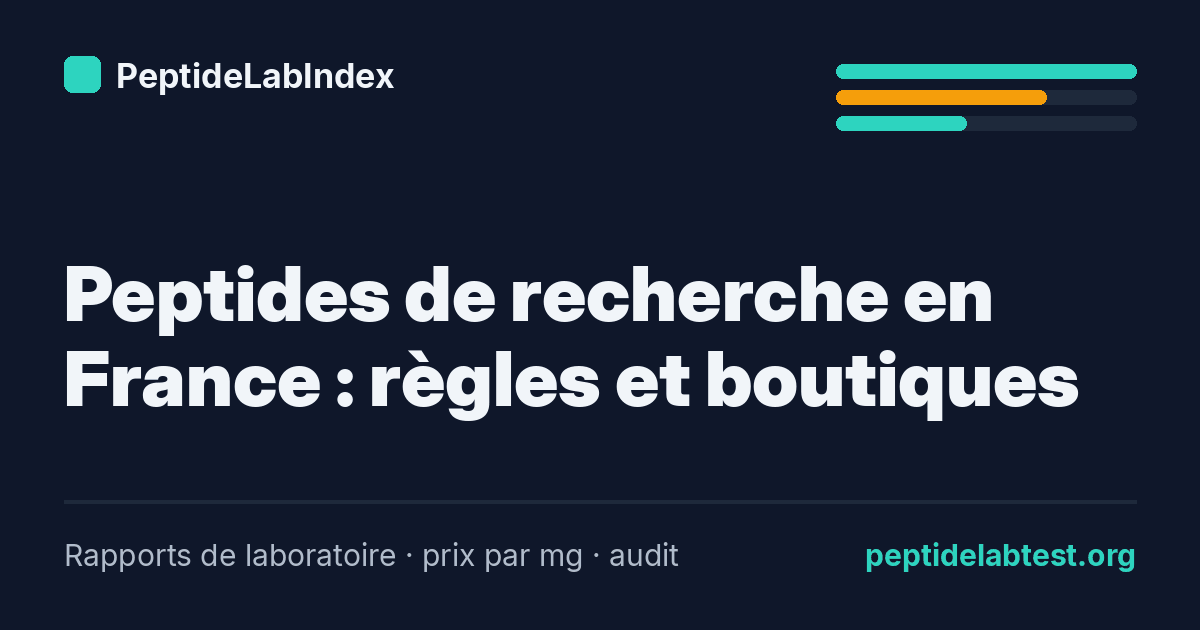 PeptideLabIndex
Peptides de recherche en
France : règles et boutiques
Rapports de laboratoire · prix par mg · audit
peptidelabtest.org